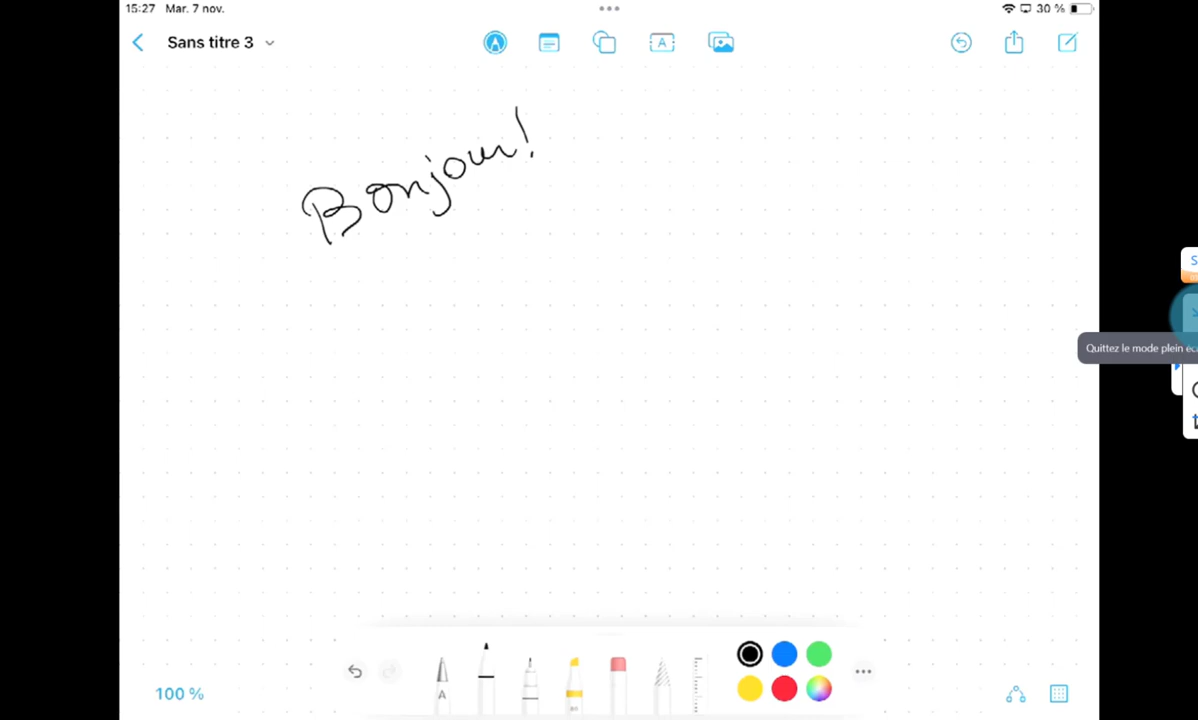 15:27 Mar. 7 nov.
30 %
Sans titre 3
A
Bonjour!
S
Quittez le mode plein éc
A
100 %